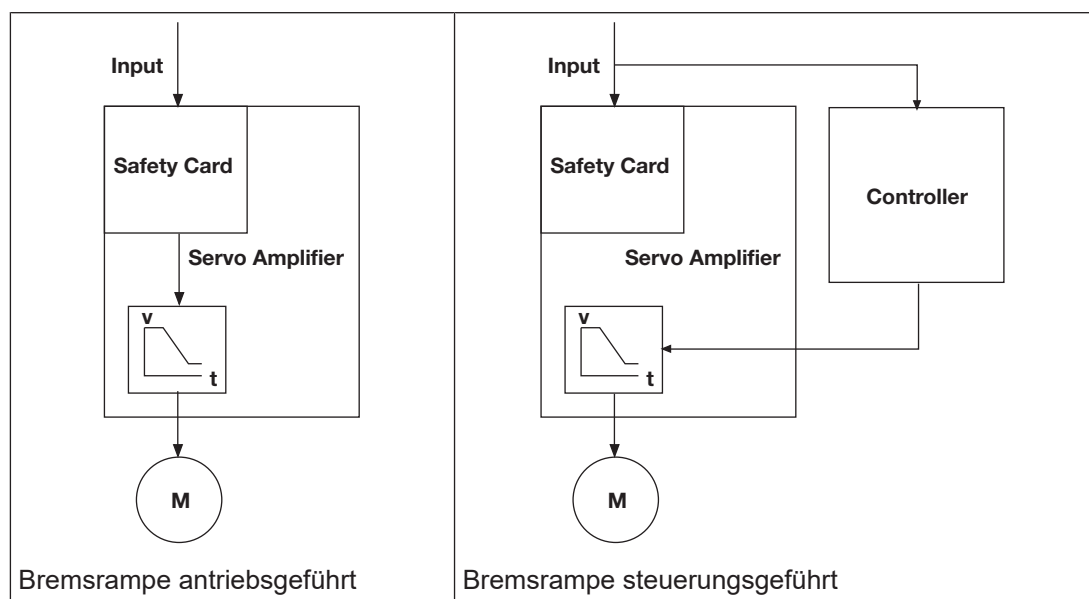 Input
Safety Card
Servo Amplifier
v
t
M
Bremsrampe antriebsgeführt
Input
Safety Card
Controller
Servo Amplifier
v
t
M
Bremsrampe steuerungsgeführt